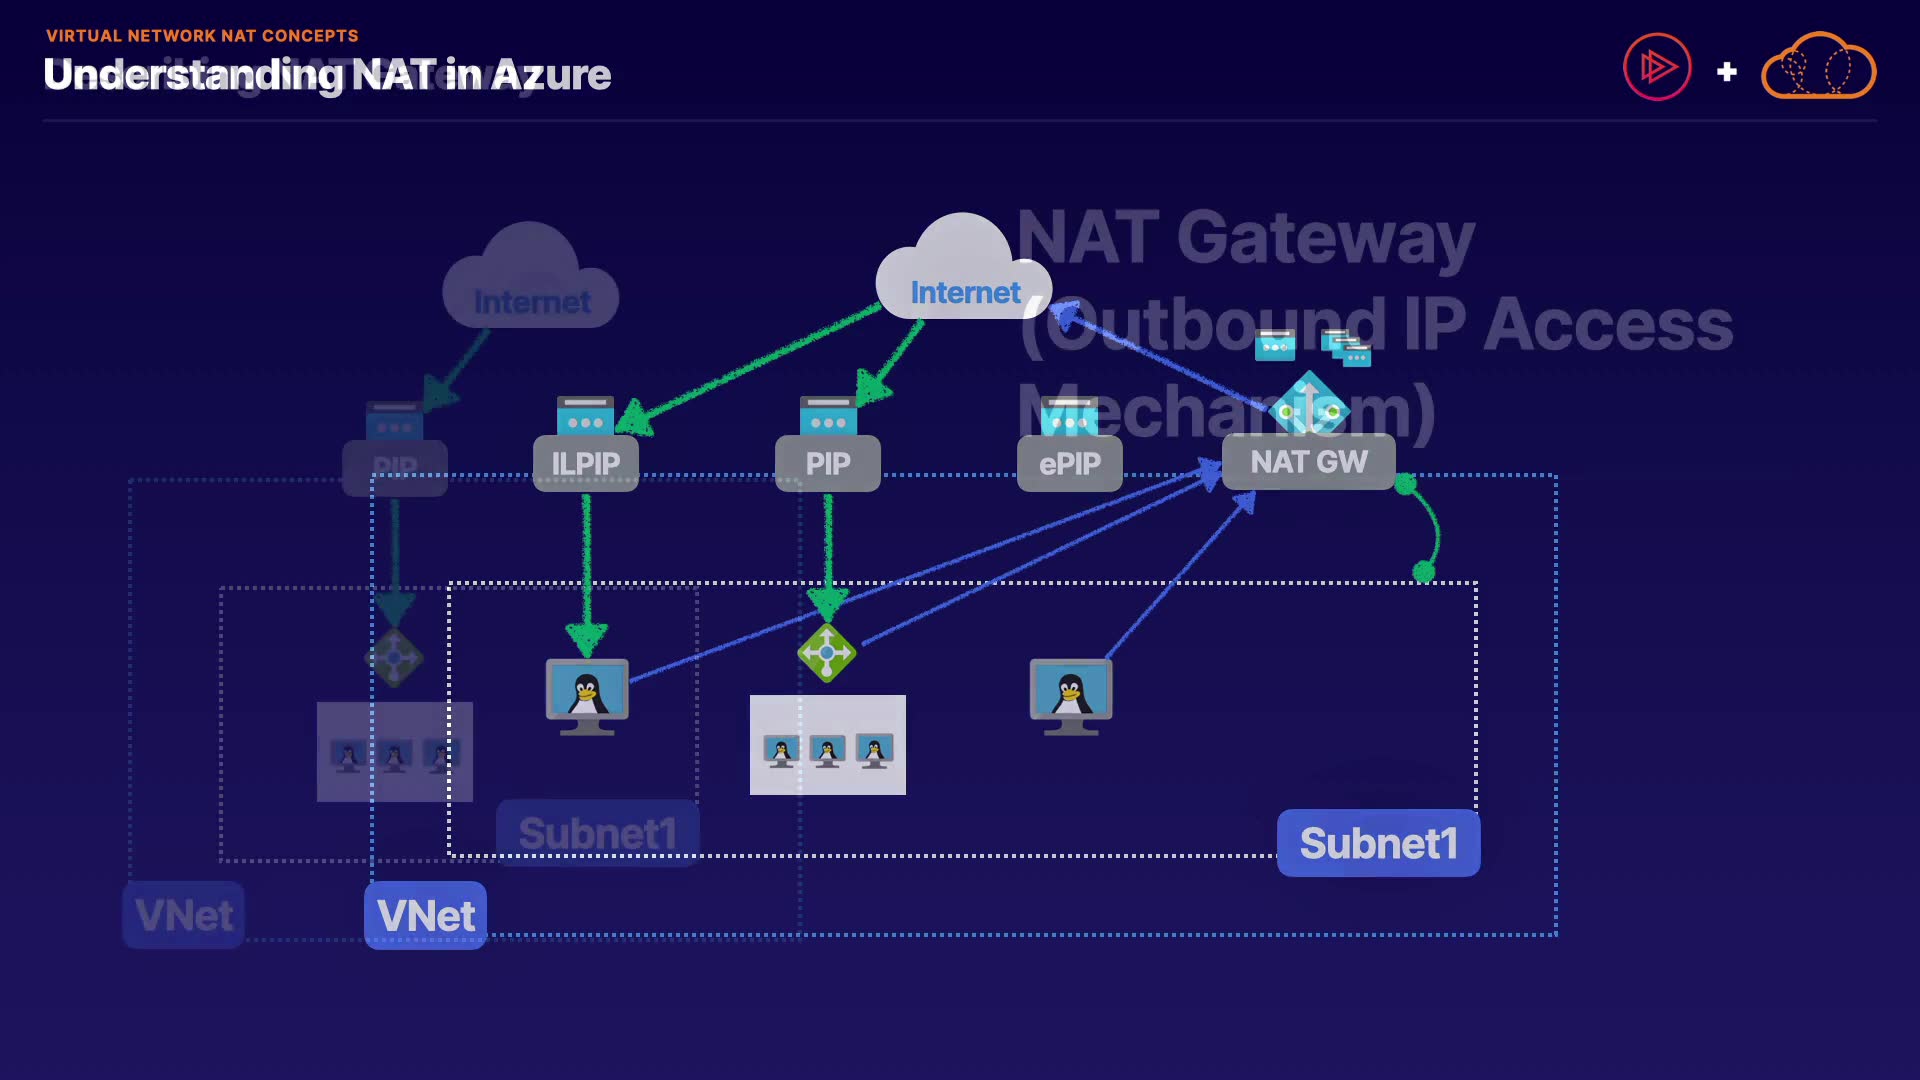 VIRTUAL NETWORK NAT CONCEPTS
Understanding NAT in Azure
NAT Gateway
(Outbound IP Access
Mechanism)
Internet
Internet
PIP
ILPIP
PIP
ePIP
NAT GW
Subnet1
Subnet1
VNet
VNet